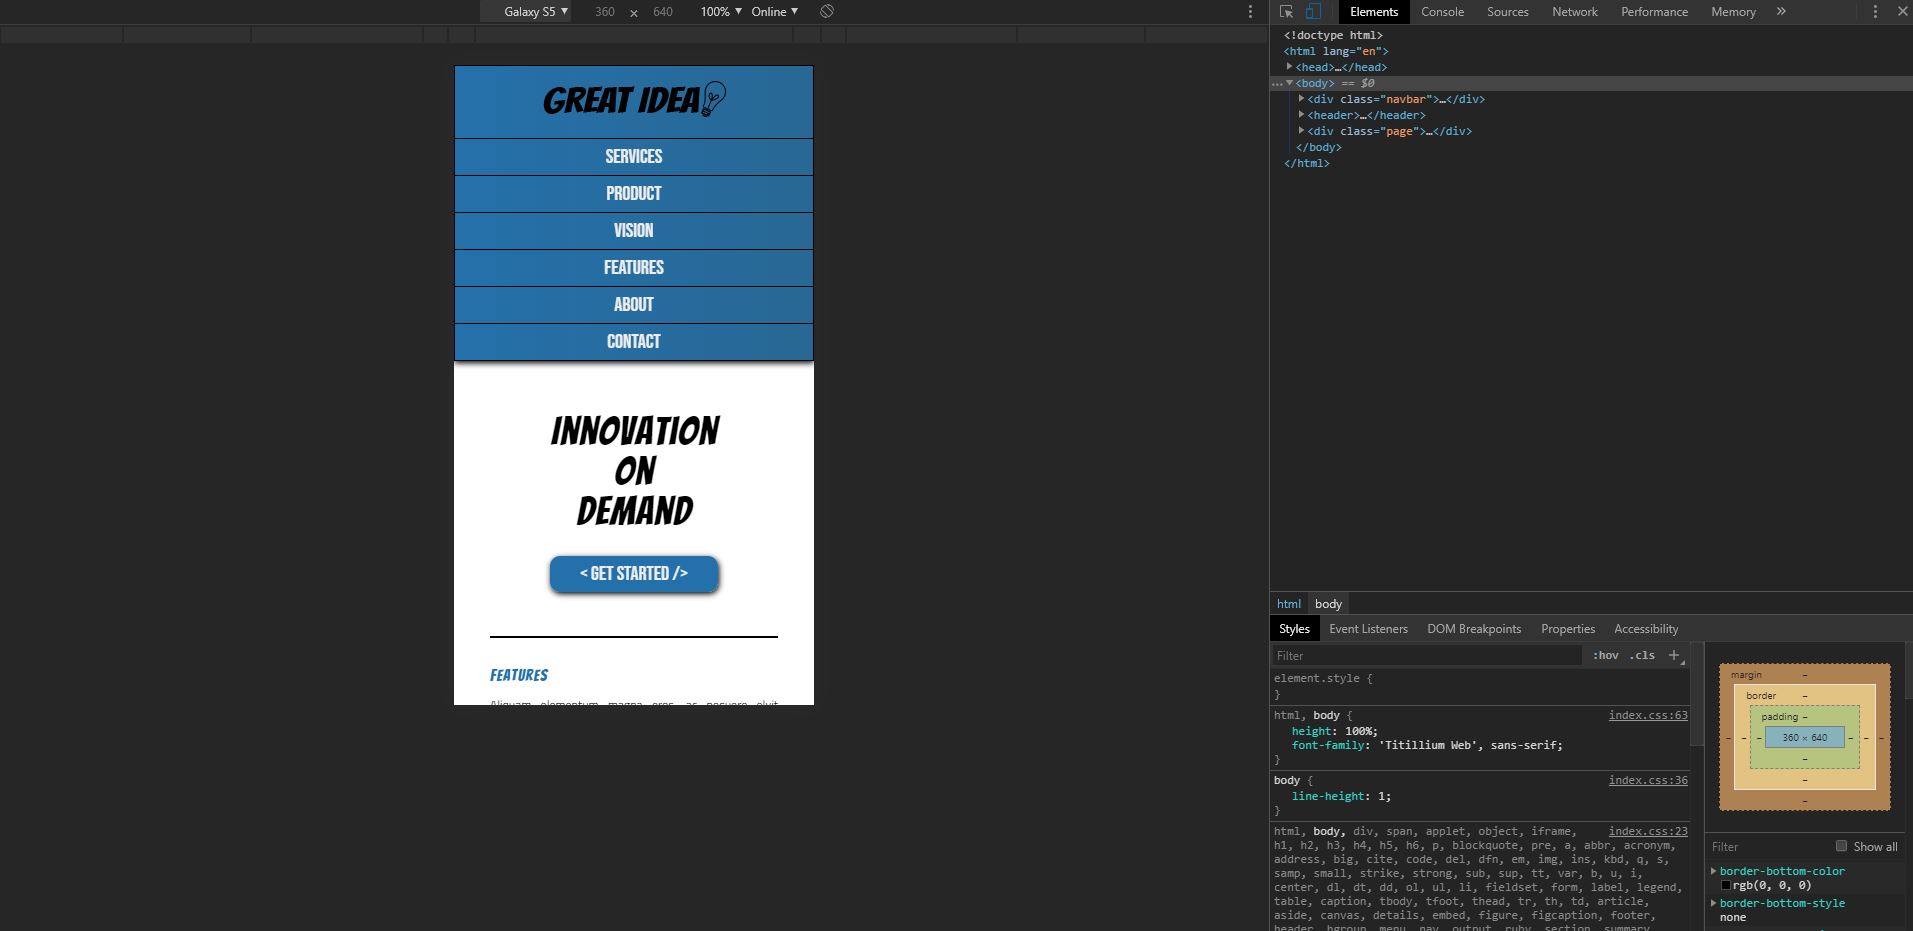 Galaxy S5 ▼ 360 × 640 100% ▼ Online ▼
GREAT IDEA
SERVICES
PRODUCT
VISION
FEATURES
ABOUT
CONTACT
INNOVATION
ON
DEMAND
< GET STARTED />
FEATURES
Aliquam elementum magna eros, ac posuere elvit
Elements Console Sources Network Performance Memory »
<!doctype html>
<html lang="en">
<head>…</head>
… <body> == $0
<div class="navbar">…</div>
<header>…</header>
<div class="page">…</div>
</body>
</html>
html body
Styles Event Listeners DOM Breakpoints Properties Accessibility
Filter :hov .cls +
element.style {
}
html, body { index.css:63
height: 100%;
font-family: 'Titillium Web', sans-serif;
}
body { index.css:36
line-height: 1;
}
html, body, div, span, applet, object, iframe, index.css:23
h1, h2, h3, h4, h5, h6, p, blockquote, pre, a, abbr, acronym,
address, big, cite, code, del, dfn, em, img, ins, kbd, q, s,
samp, small, strike, strong, sub, sup, tt, var, b, u, i,
center, dl, dt, dd, ol, ul, li, fieldset, form, label, legend,
table, caption, tbody, tfoot, thead, tr, th, td, article,
aside, canvas, details, embed, figure, figcaption, footer,
header, hgroup, menu, nav, output, ruby, section, summary,
margin –
border –
padding –
– – – 360 × 640 – – –
–
–
–
Filter Show all
border-bottom-color
rgb(0, 0, 0)
border-bottom-style
none